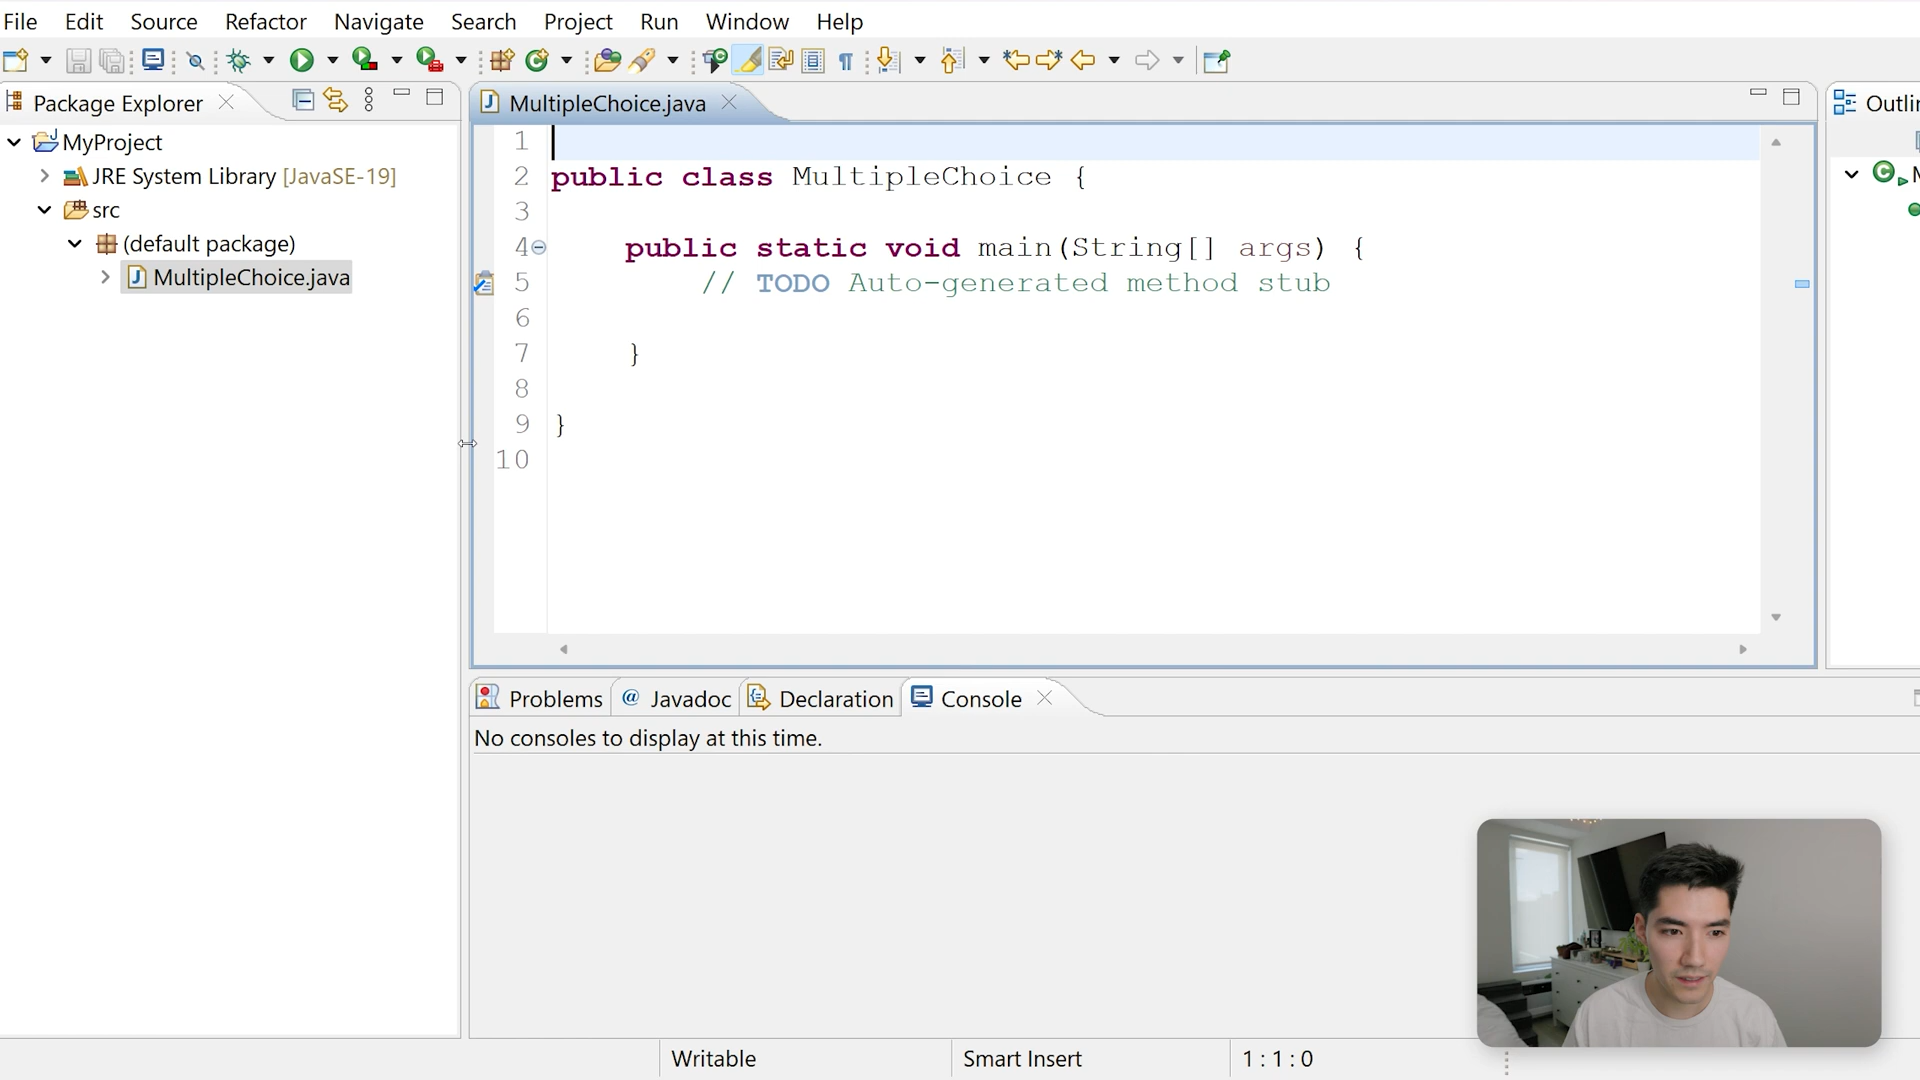 File Edit Source Refactor Navigate Search Project Run Window Help
Package Explorer
MyProject
JRE System Library [JavaSE-19]
src
(default package)
MultipleChoice.java
MultipleChoice.java
1
2 public class MultipleChoice {
3
4 public static void main(String[] args) {
5 // TODO Auto-generated method stub
6
7 }
8
9 }
10
Problems @ Javadoc Declaration Console
No consoles to display at this time.
Writable Smart Insert 1 : 1 : 0